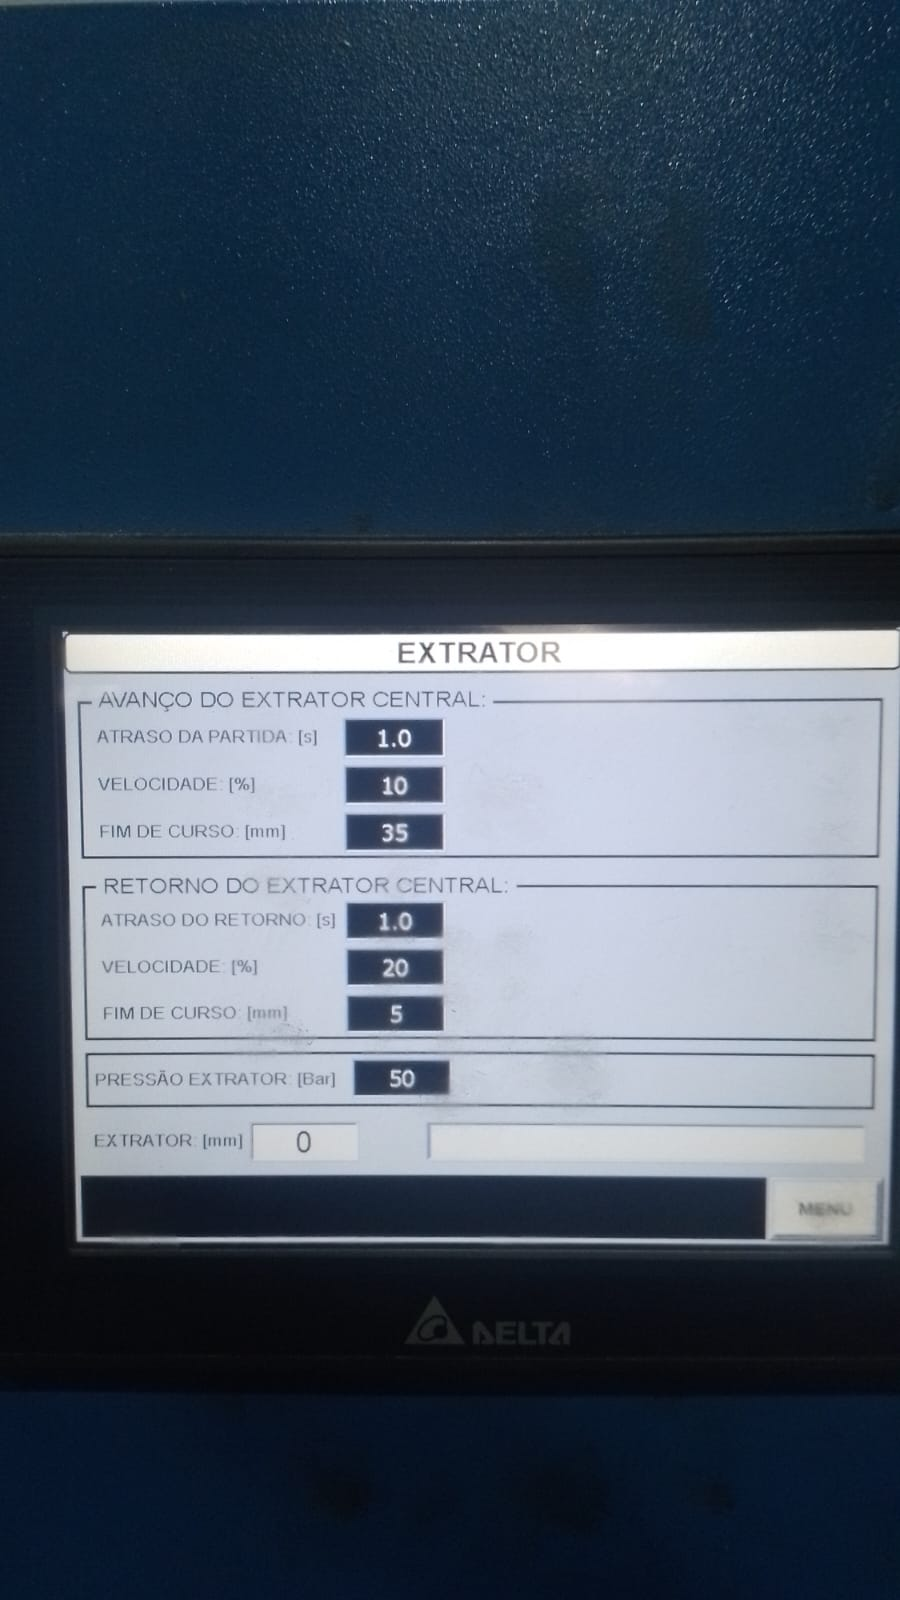 EXTRATOR
AVANÇO DO EXTRATOR CENTRAL:
ATRASO DA PARTIDA: [s] 1.0
VELOCIDADE: [%] 10
FIM DE CURSO: [mm] 35
RETORNO DO EXTRATOR CENTRAL:
ATRASO DO RETORNO: [s] 1.0
VELOCIDADE: [%] 20
FIM DE CURSO: [mm] 5
PRESSÃO EXTRATOR: [Bar] 50
EXTRATOR: [mm] 0
MENU
DELTA